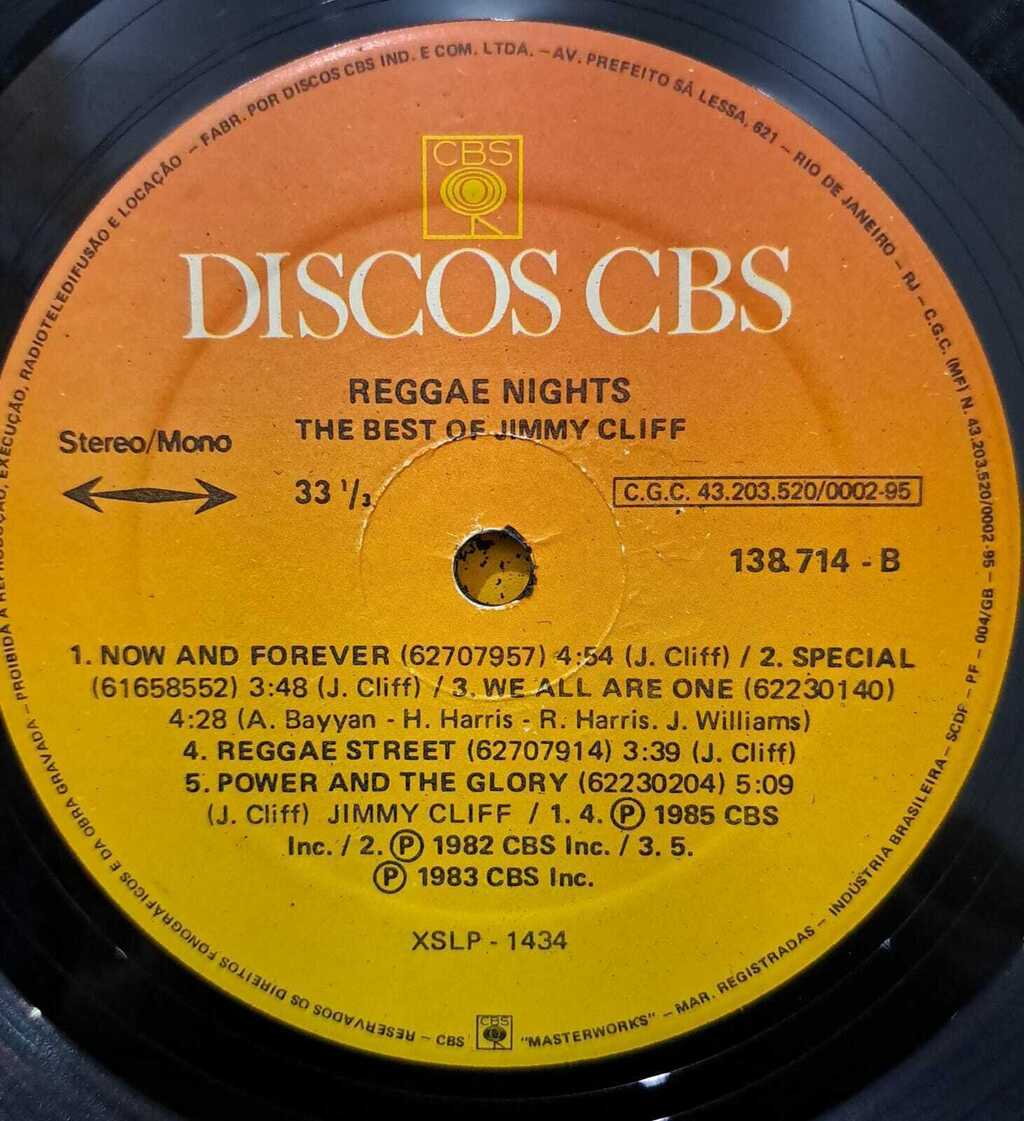 CBS
DISCOS CBS
REGGAE NIGHTS
THE BEST OF JIMMY CLIFF
Stereo/Mono
33 1/3
C.G.C. 43.203.520/0002-95
138.714 - B
1. NOW AND FOREVER (62707957) 4:54 (J. Cliff) / 2. SPECIAL
(61658552) 3:48 (J. Cliff) / 3. WE ALL ARE ONE (62230140)
4:28 (A. Bayyan - H. Harris - R. Harris. J. Williams)
4. REGGAE STREET (62707914) 3:39 (J. Cliff)
5. POWER AND THE GLORY (62230204) 5:09
(J. Cliff) JIMMY CLIFF / 1. 4. Ⓟ 1985 CBS
Inc. / 2. Ⓟ 1982 CBS Inc. / 3. 5.
Ⓟ 1983 CBS Inc.
XSLP - 1434
RESERVADOS OS DIREITOS FONOGRÁFICOS E DA OBRA GRAVADA - PROIBIDA A REPRODUÇÃO, EXECUÇÃO, RADIOTELEDIFUSÃO E LOCAÇÃO - FABR. POR DISCOS CBS IND. E COM. LTDA. - AV. PREFEITO SÁ LESSA, 621 - RIO DE JANEIRO - RJ - C.G.C. (MF) N. 43.203.520/0002-95 - 004/GB - SCDP - PF - INDÚSTRIA BRASILEIRA - MAR. REGISTRADAS - "MASTERWORKS" CBS - CBS